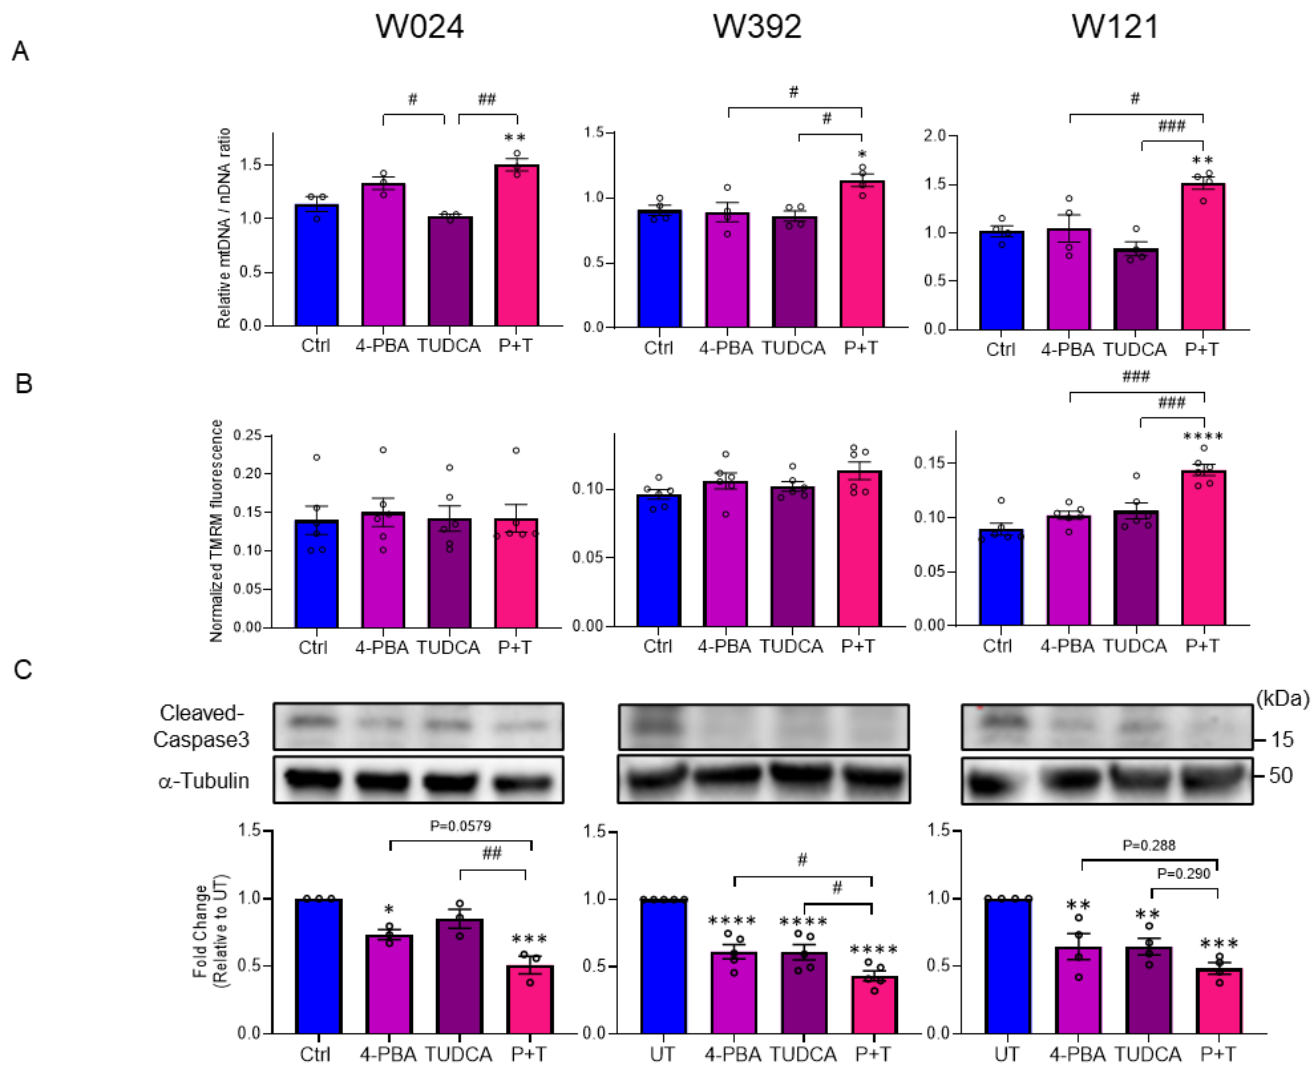 W024 W392 W121
A
# ## # # # ###
** * **
Relative mtDNA / nDNA ratio
1.5 1.0 0.5 0.0
1.5 1.0 0.5 0.0
2.0 1.5 1.0 0.5 0.0
Ctrl 4-PBA TUDCA P+T
Ctrl 4-PBA TUDCA P+T
Ctrl 4-PBA TUDCA P+T
B
### ###
****
Normalized TMRM fluorescence
0.25 0.20 0.15 0.10 0.05 0.00
0.10 0.05 0.00
0.15 0.10 0.05 0.00
Ctrl 4-PBA TUDCA P+T
Ctrl 4-PBA TUDCA P+T
Ctrl 4-PBA TUDCA P+T
C
Cleaved-
Caspase3
α-Tubulin
(kDa)
15
50
Fold Change
(Relative to UT)
1.5 1.0 0.5 0.0
P=0.0579
##
* ***
Ctrl 4-PBA TUDCA P+T
1.5 1.0 0.5 0.0
#
#
**** **** ****
UT 4-PBA TUDCA P+T
1.5 1.0 0.5 0.0
P=0.288
P=0.290
** ** ***
UT 4-PBA TUDCA P+T